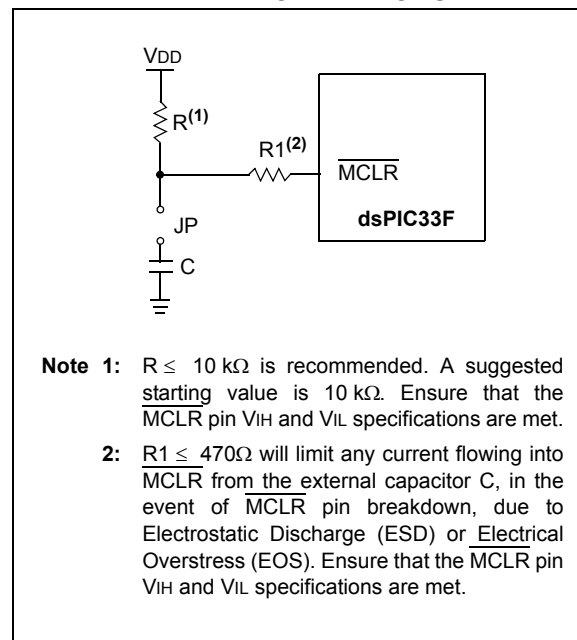 VDD
R(1)
R1(2)
MCLR
dsPIC33F
JP
C
Note 1: R ≤ 10 kΩ is recommended. A suggested
starting value is 10 kΩ. Ensure that the
MCLR pin VIH and VIL specifications are met.
2: R1 ≤ 470Ω will limit any current flowing into
MCLR from the external capacitor C, in the
event of MCLR pin breakdown, due to
Electrostatic Discharge (ESD) or Electrical
Overstress (EOS). Ensure that the MCLR pin
VIH and VIL specifications are met.